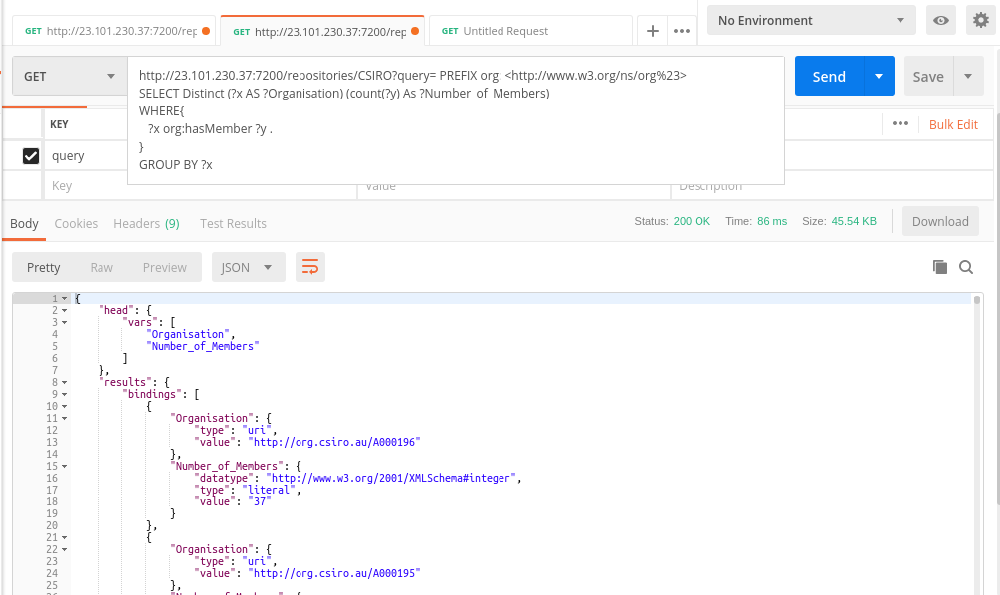 GET http://23.101.230.37:7200/rep GET http://23.101.230.37:7200/rep GET Untitled Request No Environment
GET
http://23.101.230.37:7200/repositories/CSIRO?query= PREFIX org: <http://www.w3.org/ns/org%23>
SELECT Distinct (?x AS ?Organisation) (count(?y) As ?Number_of_Members)
WHERE{
?x org:hasMember ?y .
}
GROUP BY ?x
Send Save
KEY Bulk Edit
query
Key Value Description
Body Cookies Headers (9) Test Results Status: 200 OK Time: 86 ms Size: 45.54 KB Download
Pretty Raw Preview JSON
1 {
2 "head": {
3 "vars": [
4 "Organisation",
5 "Number_of_Members"
6 ]
7 },
8 "results": {
9 "bindings": [
10 {
11 "Organisation": {
12 "type": "uri",
13 "value": "http://org.csiro.au/A000196"
14 },
15 "Number_of_Members": {
16 "datatype": "http://www.w3.org/2001/XMLSchema#integer",
17 "type": "literal",
18 "value": "37"
19 }
20 },
21 {
22 "Organisation": {
23 "type": "uri",
24 "value": "http://org.csiro.au/A000195"
25 },